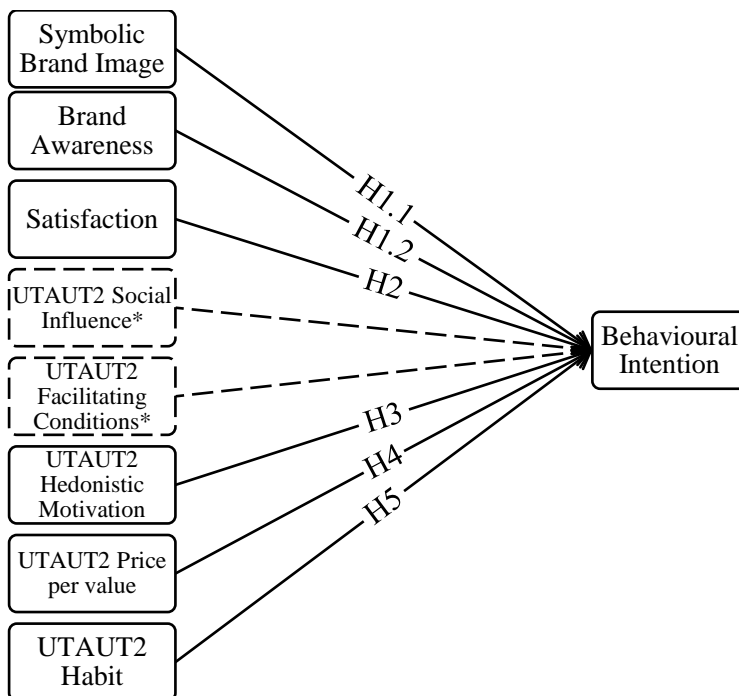 Symbolic
Brand Image
Brand
Awareness
Satisfaction
UTAUT2 Social
Influence*
UTAUT2
Facilitating
Conditions*
UTAUT2
Hedonistic
Motivation
UTAUT2 Price
per value
UTAUT2
Habit
H1.1
H1.2
H2
H3
H4
H5
Behavioural
Intention